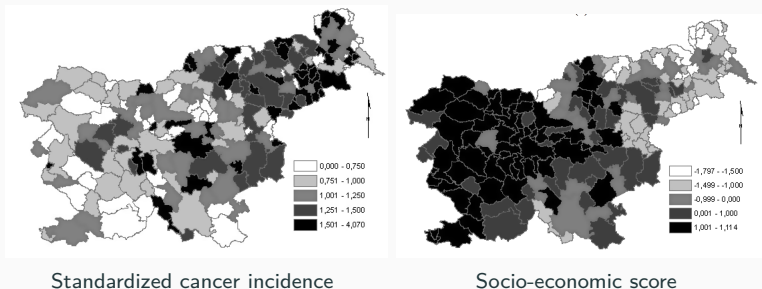 0,000 - 0,750
0,751 - 1,000
1,001 - 1,250
1,251 - 1,500
1,501 - 4,070
-1,797 - -1,500
-1,499 - -1,000
-0,999 - 0,000
0,001 - 1,000
1,001 - 1,114
Standardized cancer incidence
Socio-economic score